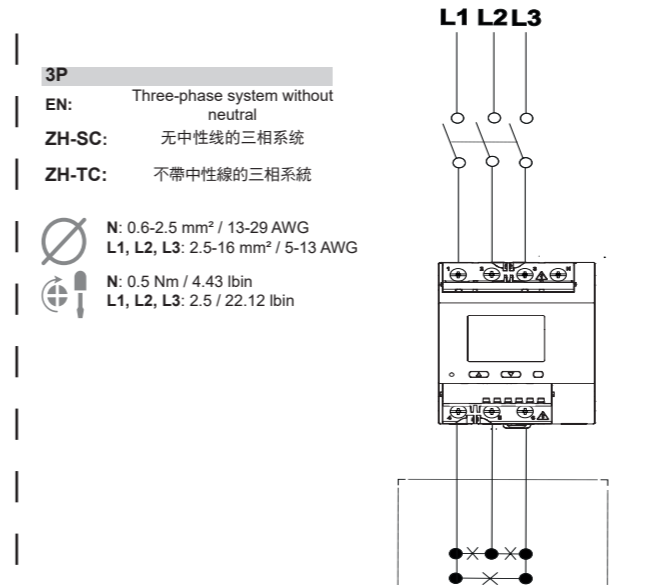 L1 L2 L3
3P
EN: Three-phase system without
neutral
ZH-SC: 无中性线的三相系统
ZH-TC: 不帶中性線的三相系統
N: 0.6-2.5 mm² / 13-29 AWG
L1, L2, L3: 2.5-16 mm² / 5-13 AWG
N: 0.5 Nm / 4.43 lbin
L1, L2, L3: 2.5 / 22.12 lbin